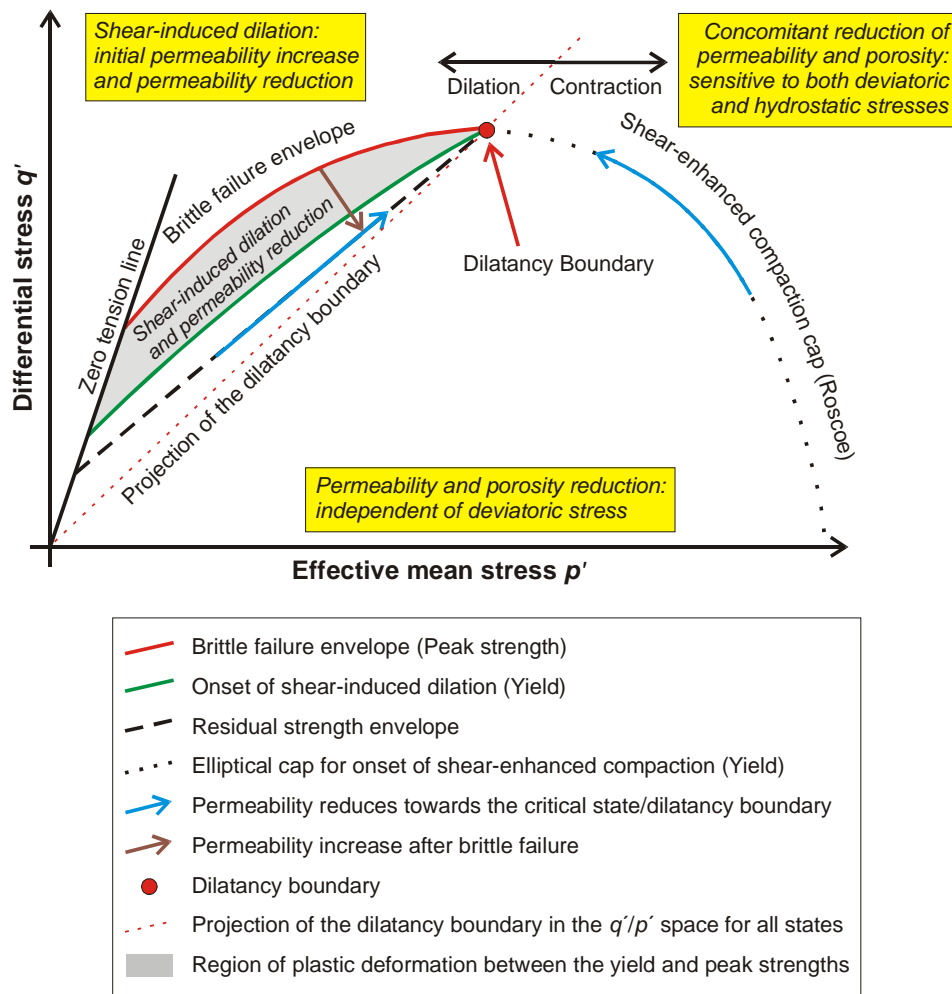 Shear-induced dilation:
initial permeability increase
and permeability reduction
Concomitant reduction of
permeability and porosity:
sensitive to both deviatoric
and hydrostatic stresses
Dilation
Contraction
Brittle failure envelope
Shear-enhanced compaction cap (Roscoe)
Zero tension line
Shear-induced dilation
and permeability reduction
Dilatancy Boundary
Projection of the dilatancy boundary
Differential stress q'
Permeability and porosity reduction:
independent of deviatoric stress
Effective mean stress p'
Brittle failure envelope (Peak strength)
Onset of shear-induced dilation (Yield)
Residual strength envelope
Elliptical cap for onset of shear-enhanced compaction (Yield)
Permeability reduces towards the critical state/dilatancy boundary
Permeability increase after brittle failure
Dilatancy boundary
Projection of the dilatancy boundary in the q´/p´ space for all states
Region of plastic deformation between the yield and peak strengths